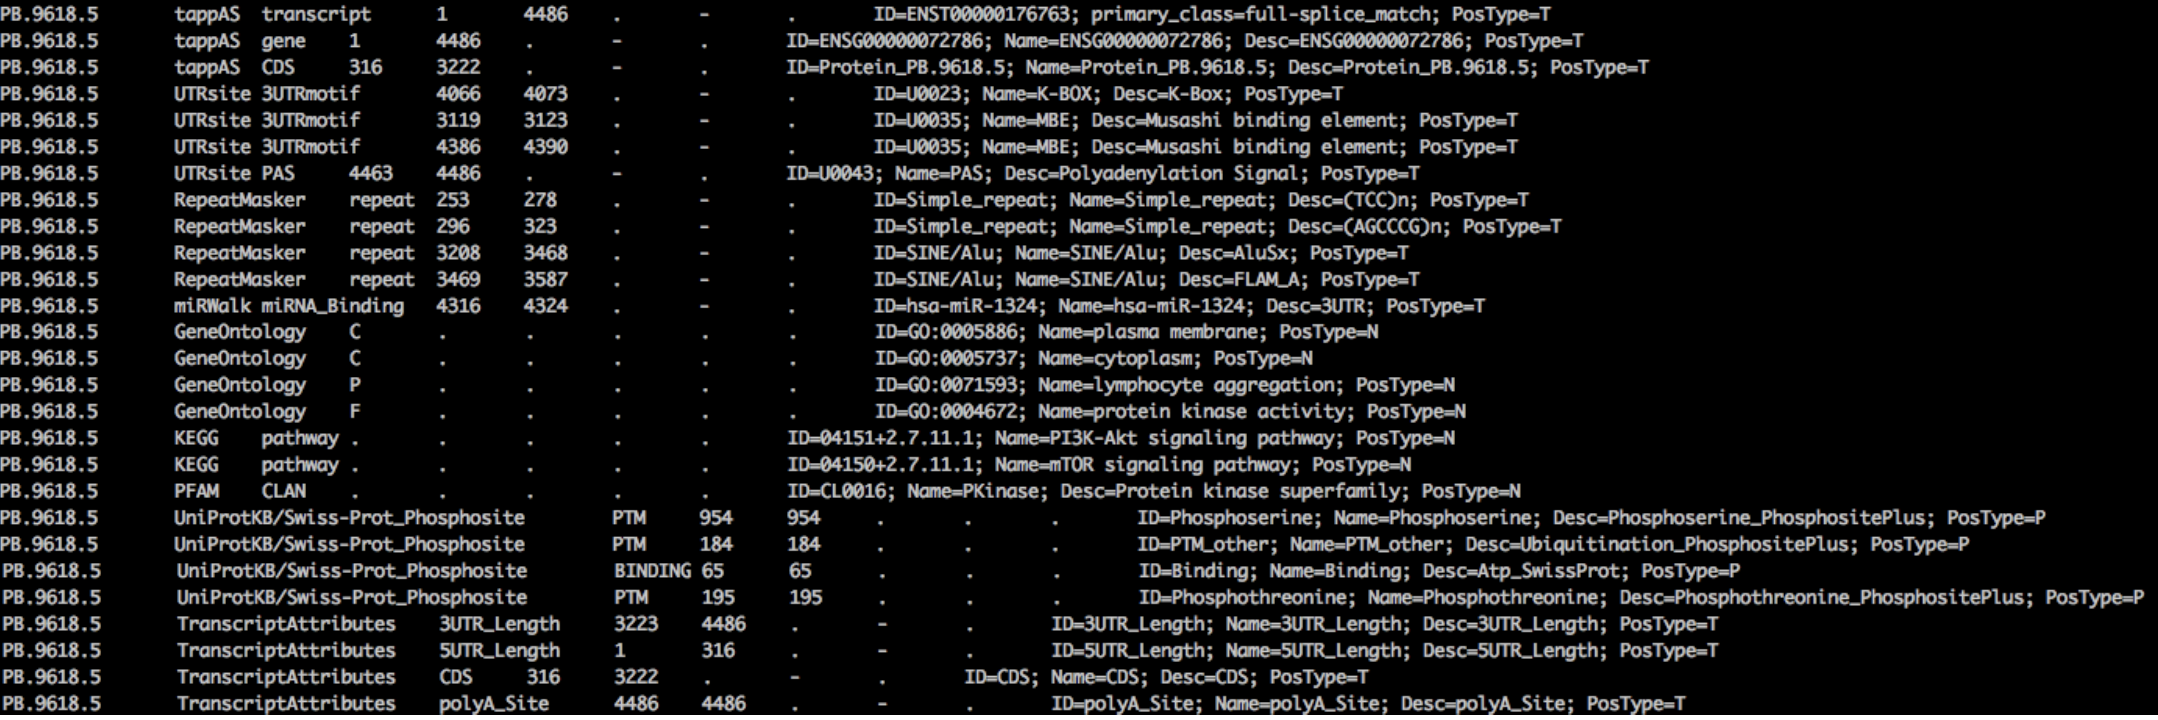 PB.9618.5 tappAS transcript 1 4486 . - . ID=ENST00000176763; primary_class=full-splice_match; PosType=T
PB.9618.5 tappAS gene 1 4486 . - . ID=ENSG00000072786; Name=ENSG00000072786; Desc=ENSG00000072786; PosType=T
PB.9618.5 tappAS CDS 316 3222 . - . ID=Protein_PB.9618.5; Name=Protein_PB.9618.5; Desc=Protein_PB.9618.5; PosType=T
PB.9618.5 UTRsite 3UTRmotif 4066 4073 . - . ID=U0023; Name=K-BOX; Desc=K-Box; PosType=T
PB.9618.5 UTRsite 3UTRmotif 3119 3123 . - . ID=U0035; Name=MBE; Desc=Musashi binding element; PosType=T
PB.9618.5 UTRsite 3UTRmotif 4386 4390 . - . ID=U0035; Name=MBE; Desc=Musashi binding element; PosType=T
PB.9618.5 UTRsite PAS 4463 4486 . - . ID=U0043; Name=PAS; Desc=Polyadenylation Signal; PosType=T
PB.9618.5 RepeatMasker repeat 253 278 . - . ID=Simple_repeat; Name=Simple_repeat; Desc=(TCC)n; PosType=T
PB.9618.5 RepeatMasker repeat 296 323 . - . ID=Simple_repeat; Name=Simple_repeat; Desc=(AGCCCG)n; PosType=T
PB.9618.5 RepeatMasker repeat 3208 3468 . - . ID=SINE/Alu; Name=SINE/Alu; Desc=AluSx; PosType=T
PB.9618.5 RepeatMasker repeat 3469 3587 . - . ID=SINE/Alu; Name=SINE/Alu; Desc=FLAM_A; PosType=T
PB.9618.5 miRWalk miRNA_Binding 4316 4324 . - . ID=hsa-miR-1324; Name=hsa-miR-1324; Desc=3UTR; PosType=T
PB.9618.5 GeneOntology C . . . . . ID=GO:0005886; Name=plasma membrane; PosType=N
PB.9618.5 GeneOntology C . . . . . ID=GO:0005737; Name=cytoplasm; PosType=N
PB.9618.5 GeneOntology P . . . . . ID=GO:0071593; Name=lymphocyte aggregation; PosType=N
PB.9618.5 GeneOntology F . . . . . ID=GO:0004672; Name=protein kinase activity; PosType=N
PB.9618.5 KEGG pathway . . . . . ID=04151+2.7.11.1; Name=PI3K-Akt signaling pathway; PosType=N
PB.9618.5 KEGG pathway . . . . . ID=04150+2.7.11.1; Name=mTOR signaling pathway; PosType=N
PB.9618.5 PFAM CLAN . . . . . ID=CL0016; Name=PKinase; Desc=Protein kinase superfamily; PosType=N
PB.9618.5 UniProtKB/Swiss-Prot_Phosphosite PTM 954 954 . . . ID=Phosphoserine; Name=Phosphoserine; Desc=Phosphoserine_PhosphositePlus; PosType=P
PB.9618.5 UniProtKB/Swiss-Prot_Phosphosite PTM 184 184 . . . ID=PTM_other; Name=PTM_other; Desc=Ubiquitination_PhosphositePlus; PosType=P
PB.9618.5 UniProtKB/Swiss-Prot_Phosphosite BINDING 65 65 . . . ID=Binding; Name=Binding; Desc=Atp_SwissProt; PosType=P
PB.9618.5 UniProtKB/Swiss-Prot_Phosphosite PTM 195 195 . . . ID=Phosphothreonine; Name=Phosphothreonine; Desc=Phosphothreonine_PhosphositePlus; PosType=P
PB.9618.5 TranscriptAttributes 3UTR_Length 3223 4486 . - . ID=3UTR_Length; Name=3UTR_Length; Desc=3UTR_Length; PosType=T
PB.9618.5 TranscriptAttributes 5UTR_Length 1 316 . - . ID=5UTR_Length; Name=5UTR_Length; Desc=5UTR_Length; PosType=T
PB.9618.5 TranscriptAttributes CDS 316 3222 . - . ID=CDS; Name=CDS; Desc=CDS; PosType=T
PB.9618.5 TranscriptAttributes polyA_Site 4486 4486 . - . ID=polyA_Site; Name=polyA_Site; Desc=polyA_Site; PosType=T